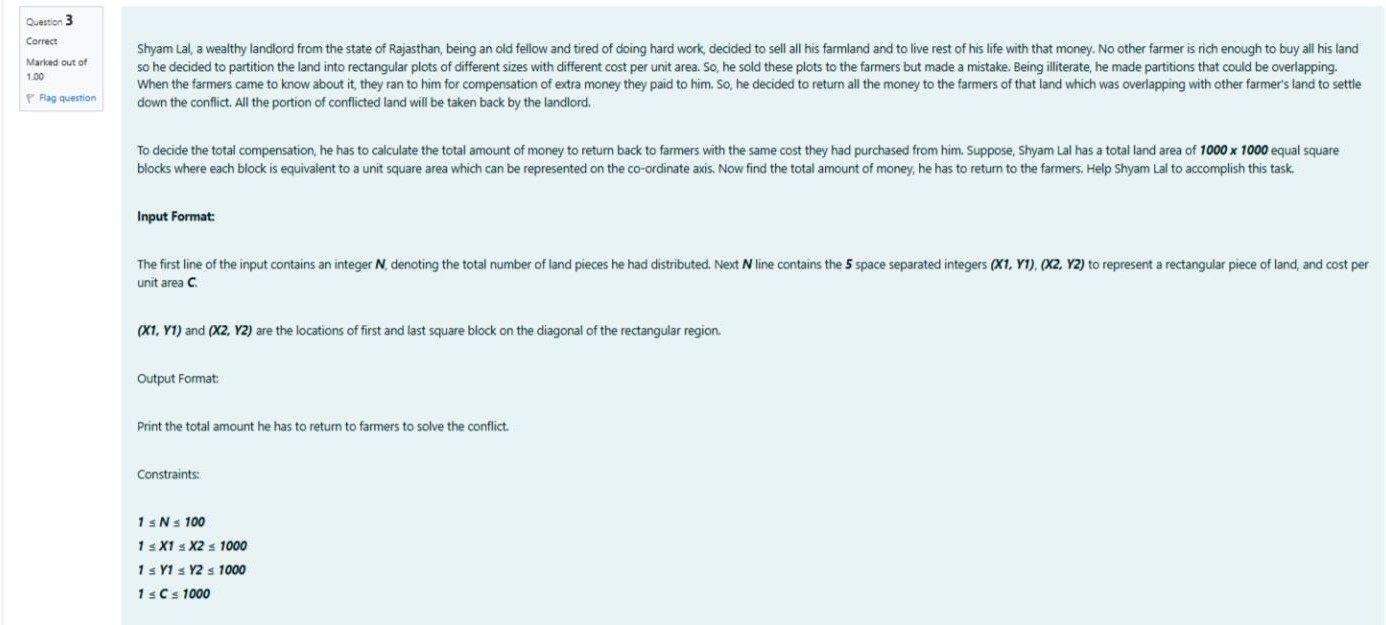 Question 3
Correct
Marked out of
1.00
Flag question
Shyam Lal, a wealthy landlord from the state of Rajasthan, being an old fellow and tired of doing hard work, decided to sell all his farmland and to live rest of his life with that money. No other farmer is rich enough to buy all his land
so he decided to partition the land into rectangular plots of different sizes with different cost per unit area. So, he sold these plots to the farmers but made a mistake. Being illiterate, he made partitions that could be overlapping.
When the farmers came to know about it, they ran to him for compensation of extra money they paid to him. So, he decided to return all the money to the farmers of that land which was overlapping with other farmer's land to settle
down the conflict. All the portion of conflicted land will be taken back by the landlord.
To decide the total compensation, he has to calculate the total amount of money to return back to farmers with the same cost they had purchased from him. Suppose, Shyam Lal has a total land area of 1000 x 1000 equal square
blocks where each block is equivalent to a unit square area which can be represented on the co-ordinate axis. Now find the total amount of money, he has to return to the farmers. Help Shyam Lal to accomplish this task.
Input Format:
The first line of the input contains an integer N, denoting the total number of land pieces he had distributed. Next N line contains the 5 space separated integers (X1, Y1), (X2, Y2) to represent a rectangular piece of land, and cost per
unit area C.
(X1, Y1) and (X2, Y2) are the locations of first and last square block on the diagonal of the rectangular region.
Output Format:
Print the total amount he has to return to farmers to solve the conflict.
Constraints:
1 ≤ N ≤ 100
1 ≤ X1 ≤ X2 ≤ 1000
1 ≤ Y1 ≤ Y2 ≤ 1000
1 ≤ C ≤ 1000